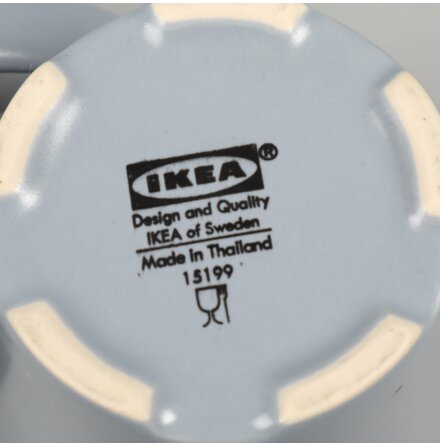 IKEA®
Design and Quality
IKEA of Sweden
Made in Thailand
15199